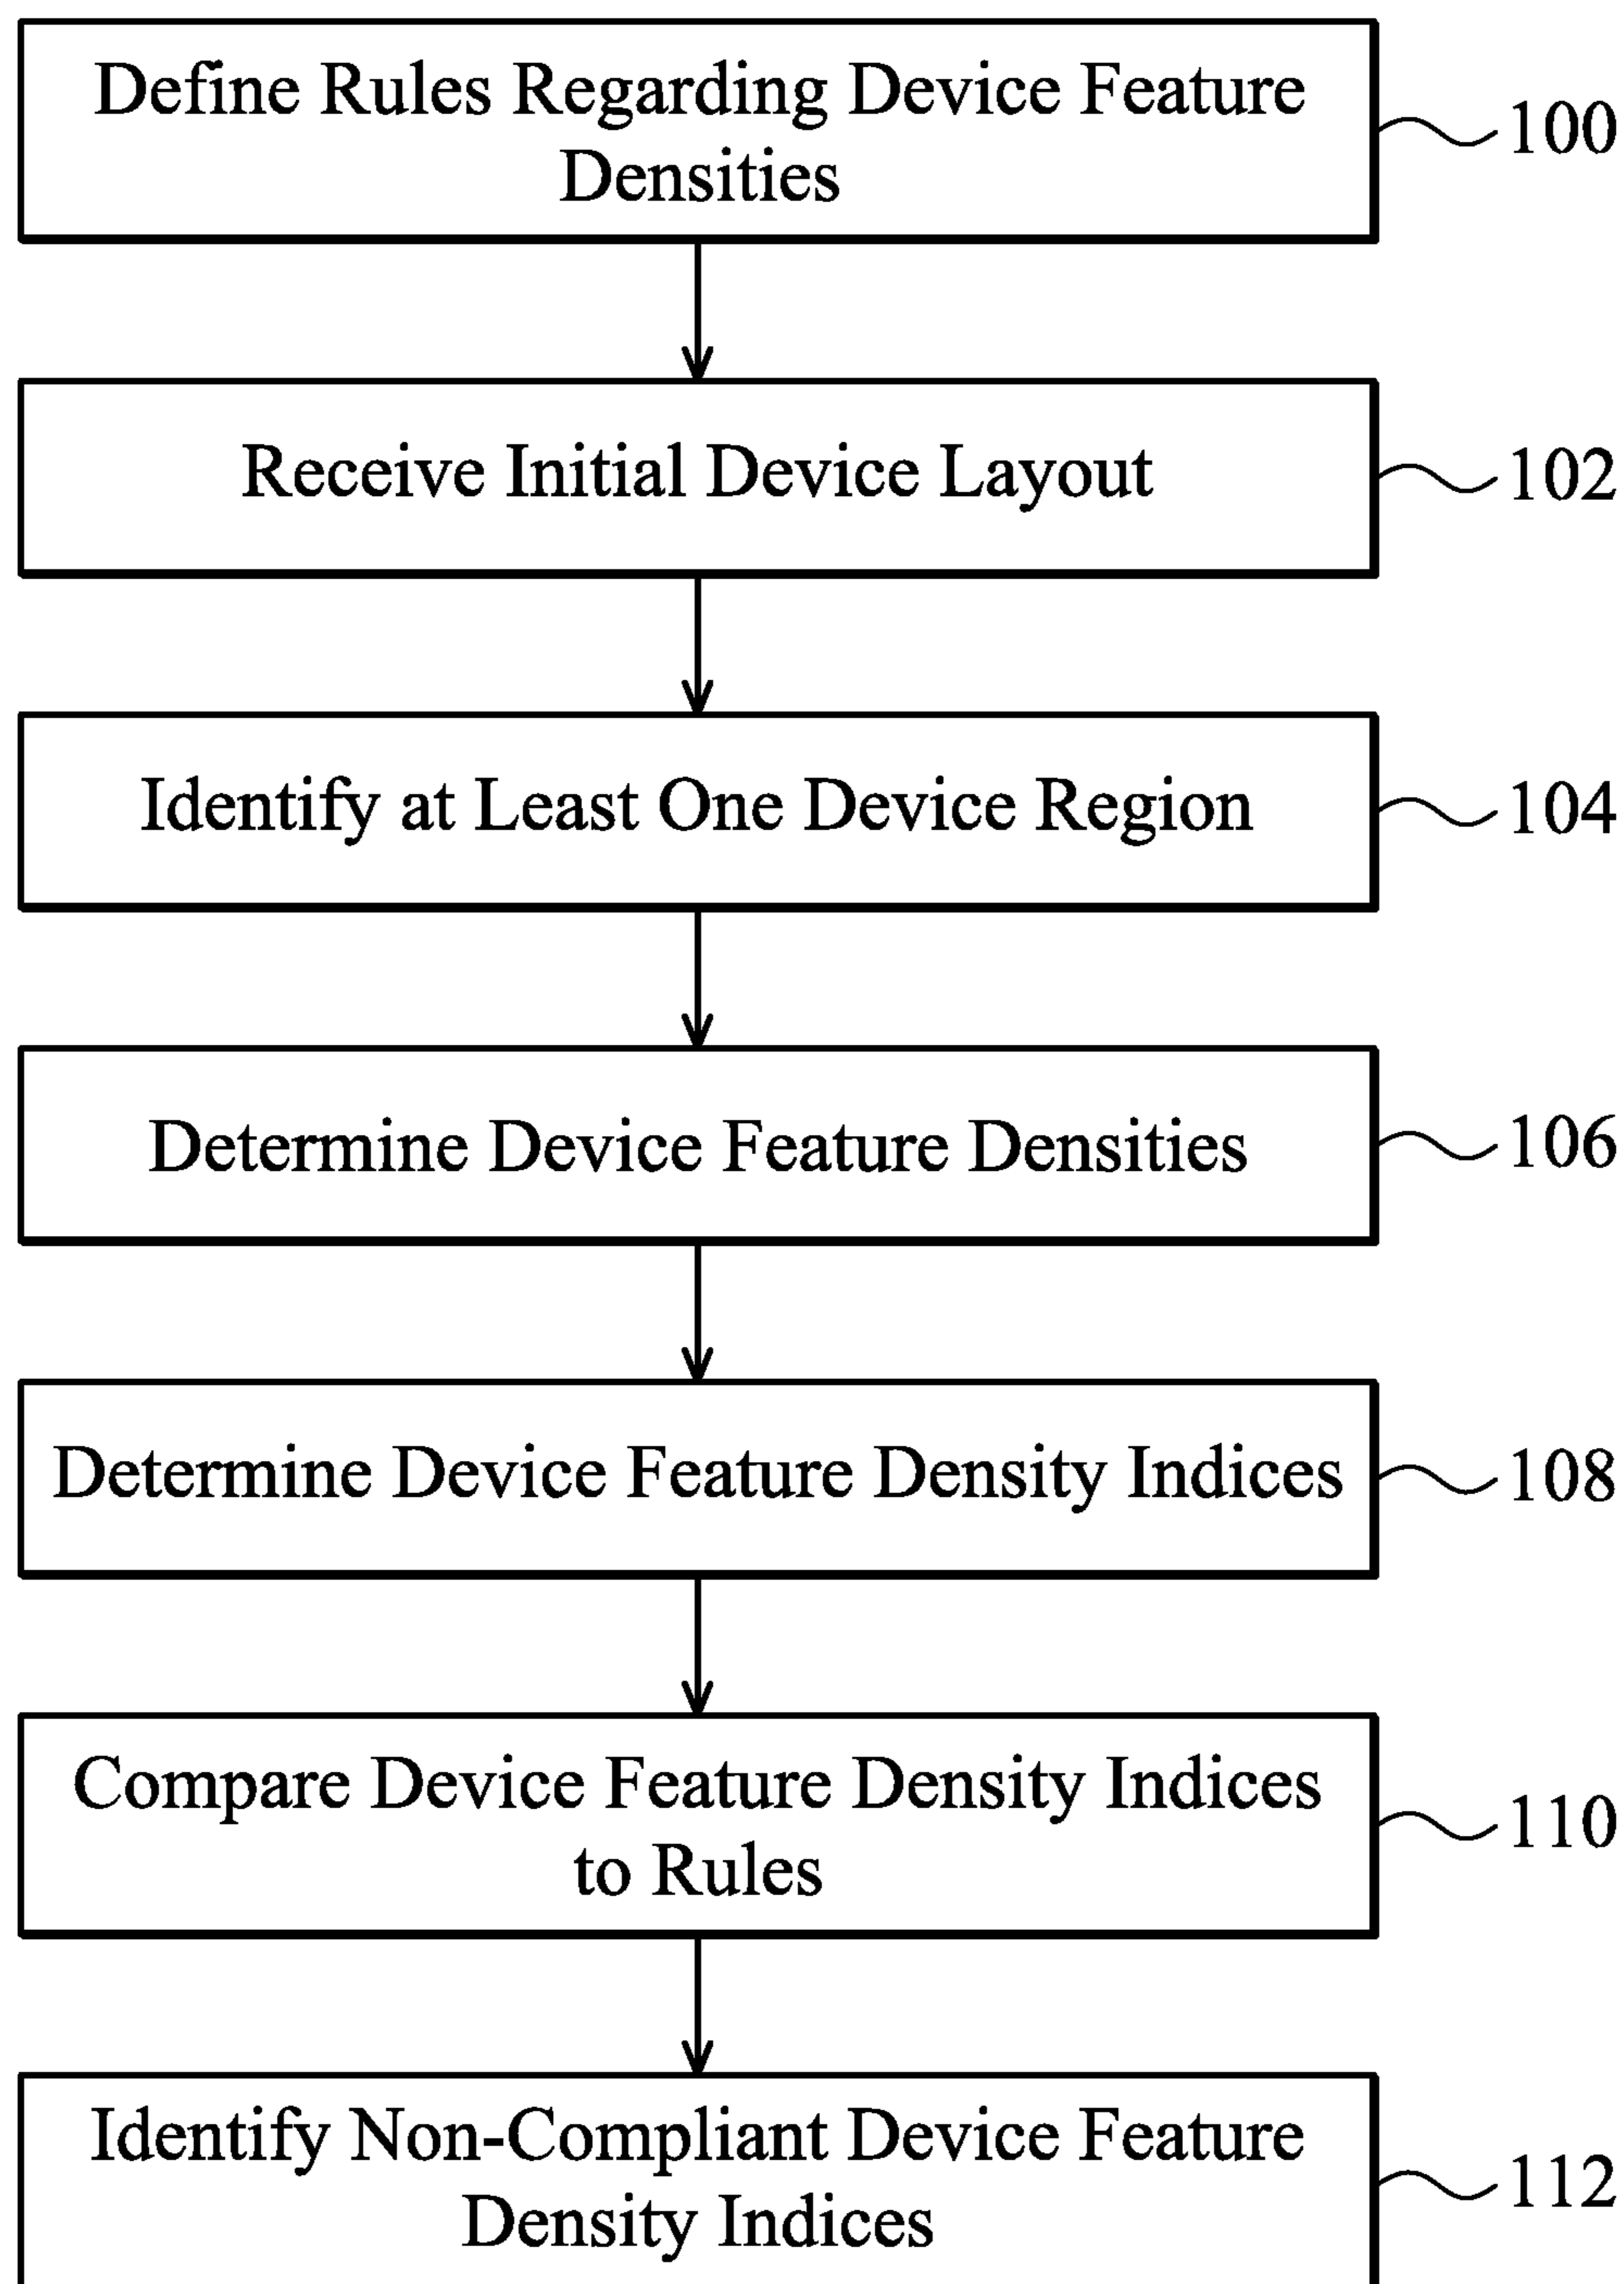 Define Rules Regarding Device Feature
Densities
100
Receive Initial Device Layout
102
Identify at Least One Device Region
104
Determine Device Feature Densities
106
Determine Device Feature Density Indices
108
Compare Device Feature Density Indices
to Rules
110
Identify Non-Compliant Device Feature
Density Indices
112